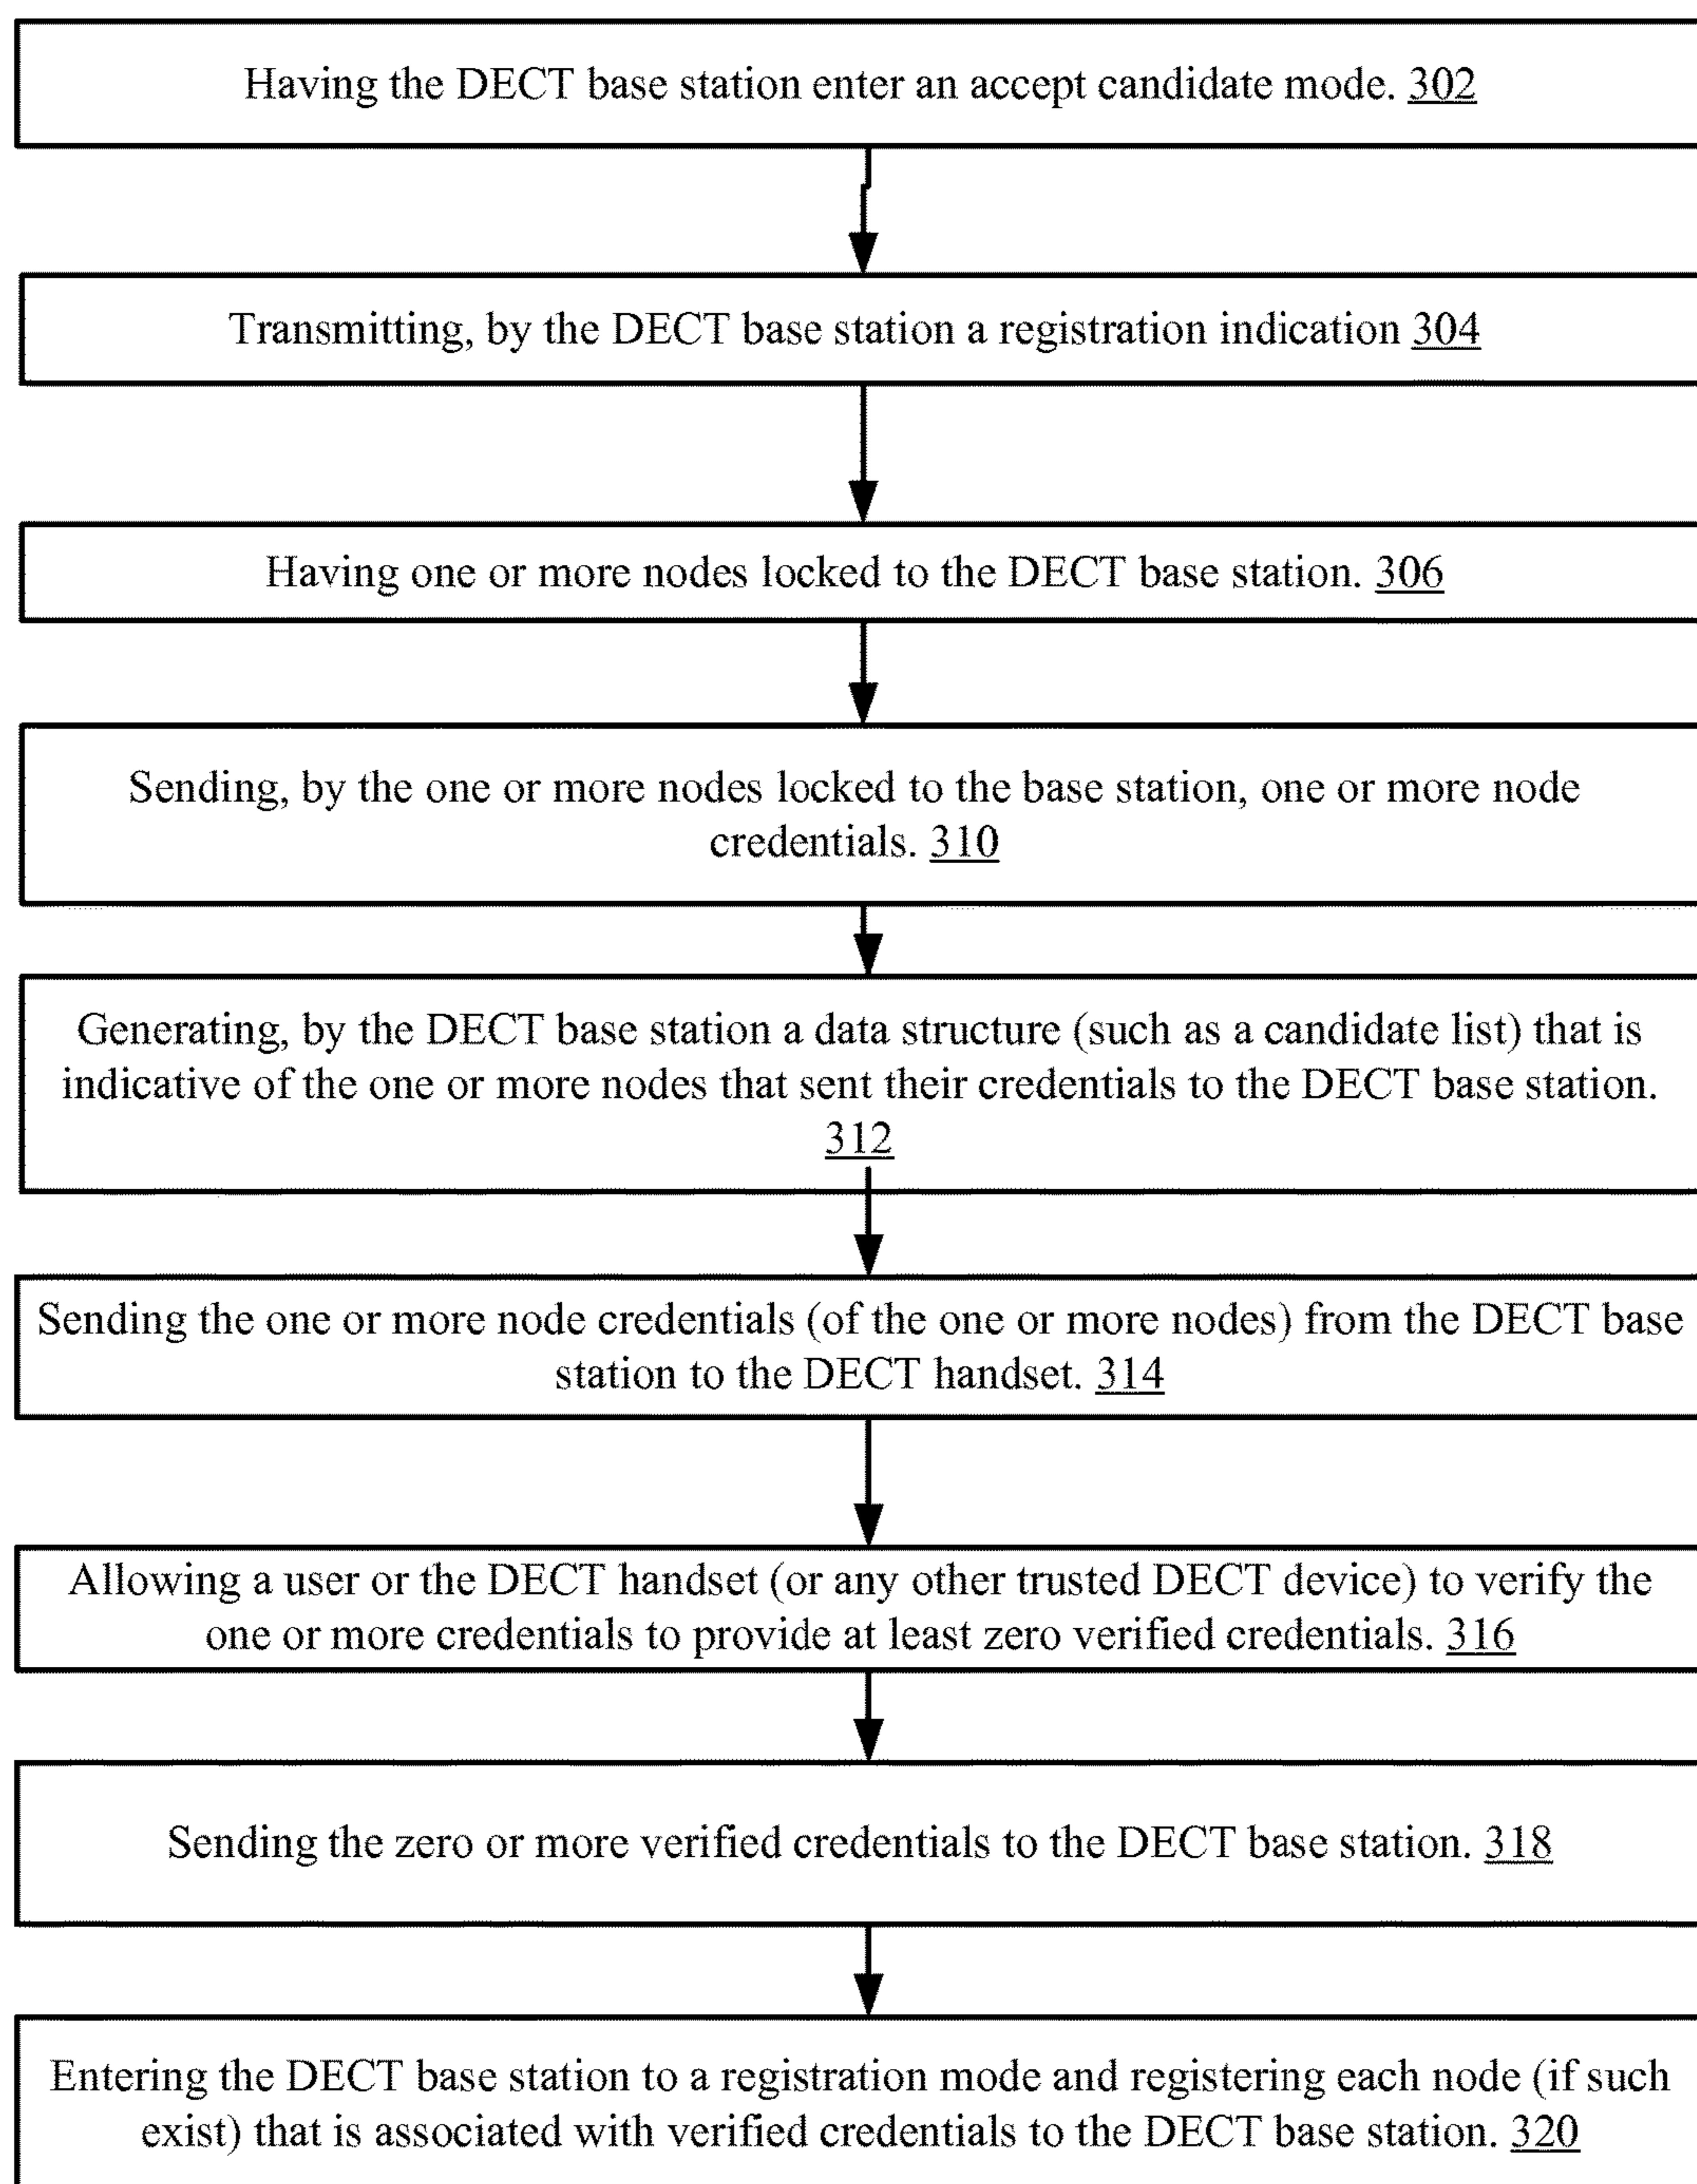 Having the DECT base station enter an accept candidate mode. 302
Transmitting, by the DECT base station a registration indication 304
Having one or more nodes locked to the DECT base station. 306
Sending, by the one or more nodes locked to the base station, one or more node
credentials. 310
Generating, by the DECT base station a data structure (such as a candidate list) that is
indicative of the one or more nodes that sent their credentials to the DECT base station.
312
Sending the one or more node credentials (of the one or more nodes) from the DECT base
station to the DECT handset. 314
Allowing a user or the DECT handset (or any other trusted DECT device) to verify the
one or more credentials to provide at least zero verified credentials. 316
Sending the zero or more verified credentials to the DECT base station. 318
Entering the DECT base station to a registration mode and registering each node (if such
exist) that is associated with verified credentials to the DECT base station. 320